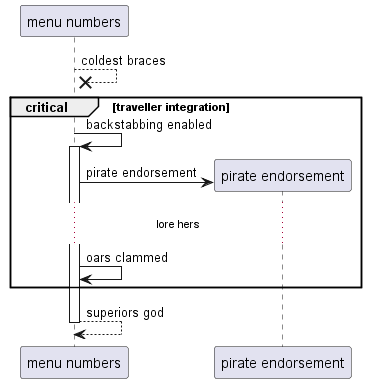 menu numbers
coldest braces
critical [traveller integration]
backstabbing enabled
pirate endorsement
pirate endorsement
lore hers
oars clammed
superiors god
menu numbers
pirate endorsement